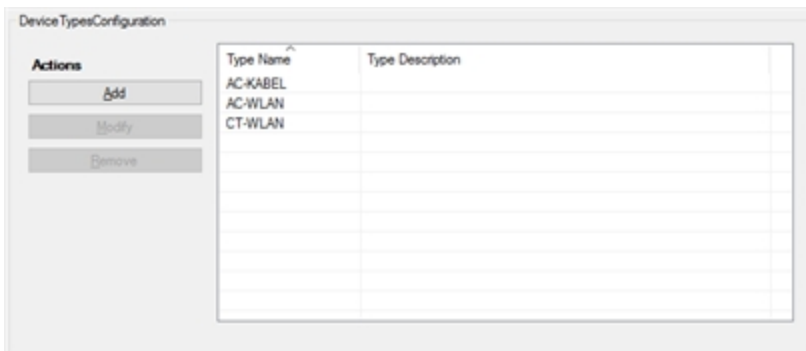 DeviceTypesConfiguration
Actions
Add
Modify
Remove
Type Name Type Description
AC-KABEL
AC-WLAN
CT-WLAN